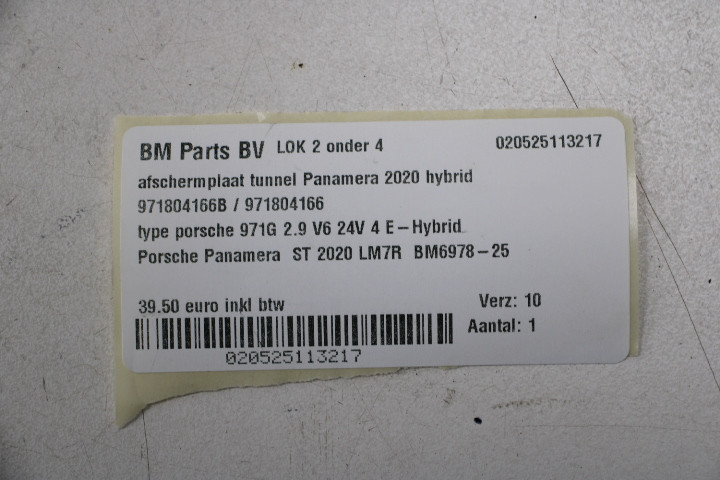 BM Parts BV LOK 2 onder 4 020525113217
afschermplaat tunnel Panamera 2020 hybrid
971804166B / 971804166
type porsche 971G 2.9 V6 24V 4 E-Hybrid
Porsche Panamera ST 2020 LM7R BM6978-25
39.50 euro inkl btw Verz: 10
Aantal: 1
020525113217